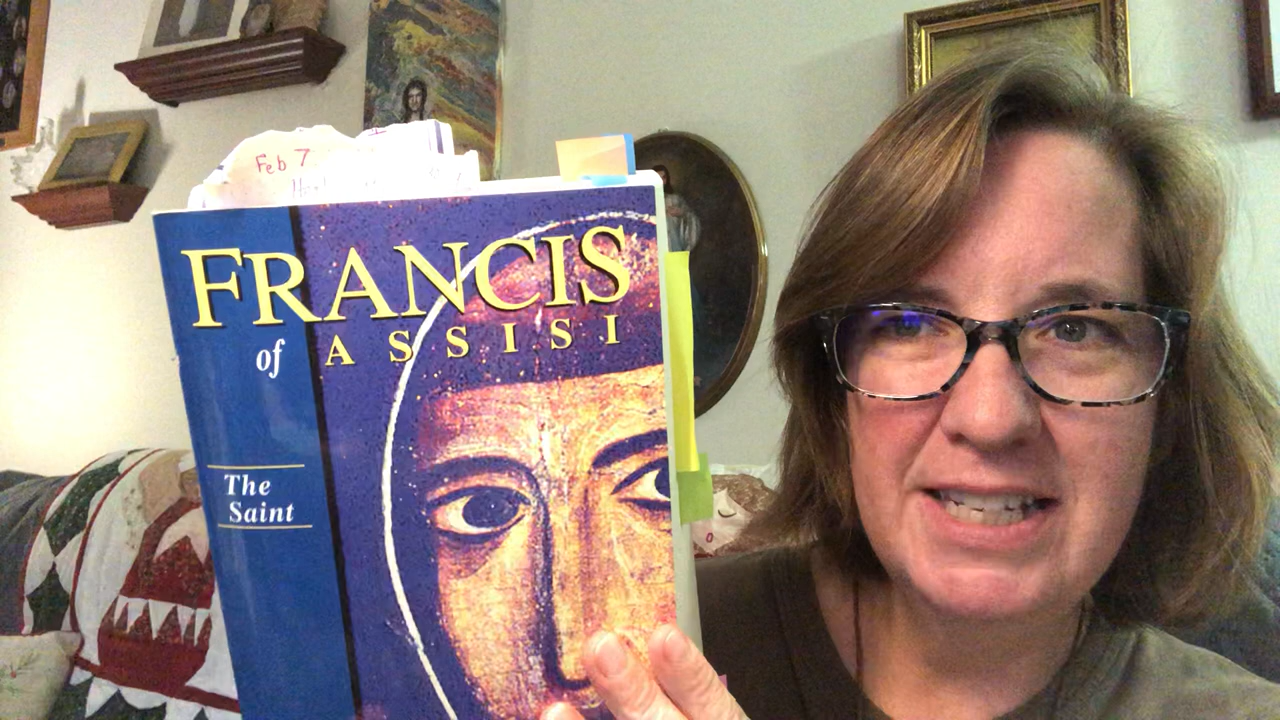 Feb 7
FRANCIS
of ASSISI
The
Saint